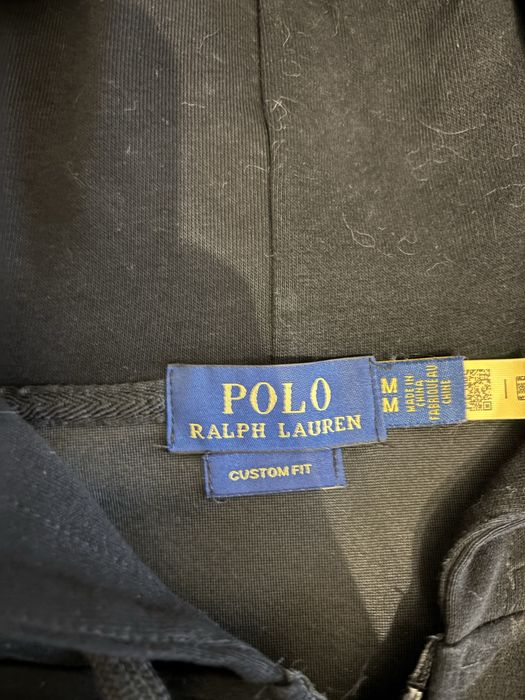 POLO
RALPH LAUREN
CUSTOM FIT
M
M
MADE IN
CHINA
FABRIQUÉ AU
CHINE